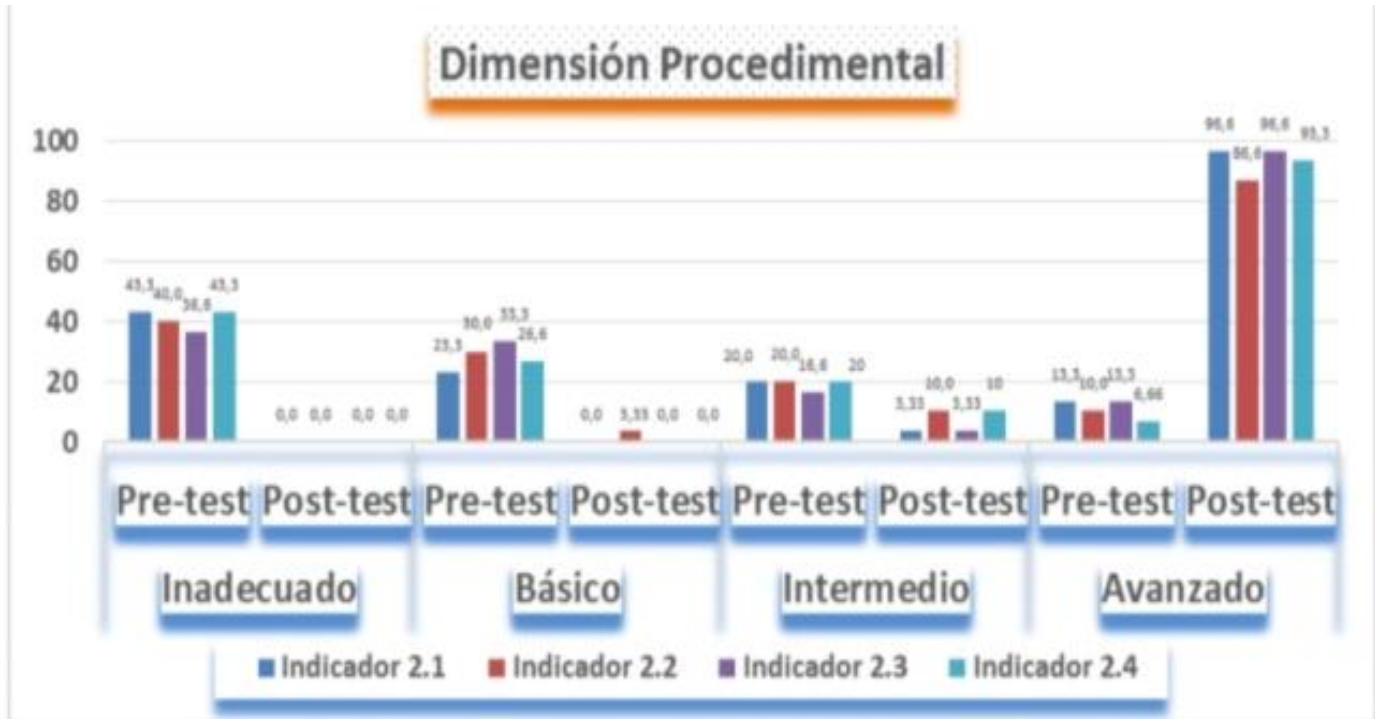 Dimensión Procedimental
100
80
60
40
20
0
43,3 40,0 36,6 43,3
0,0 0,0 0,0 0,0
23,3 30,0 33,3 26,6
0,0 3,33 0,0 0,0
20,0 20,0 16,6 20
3,33 10,0 3,33 10
13,3 10,0 13,3 6,66
96,6 86,6 96,6 93,3
Pre-test Post-test Pre-test Post-test Pre-test Post-test Pre-test Post-test
Inadecuado Básico Intermedio Avanzado
Indicador 2.1 Indicador 2.2 Indicador 2.3 Indicador 2.4